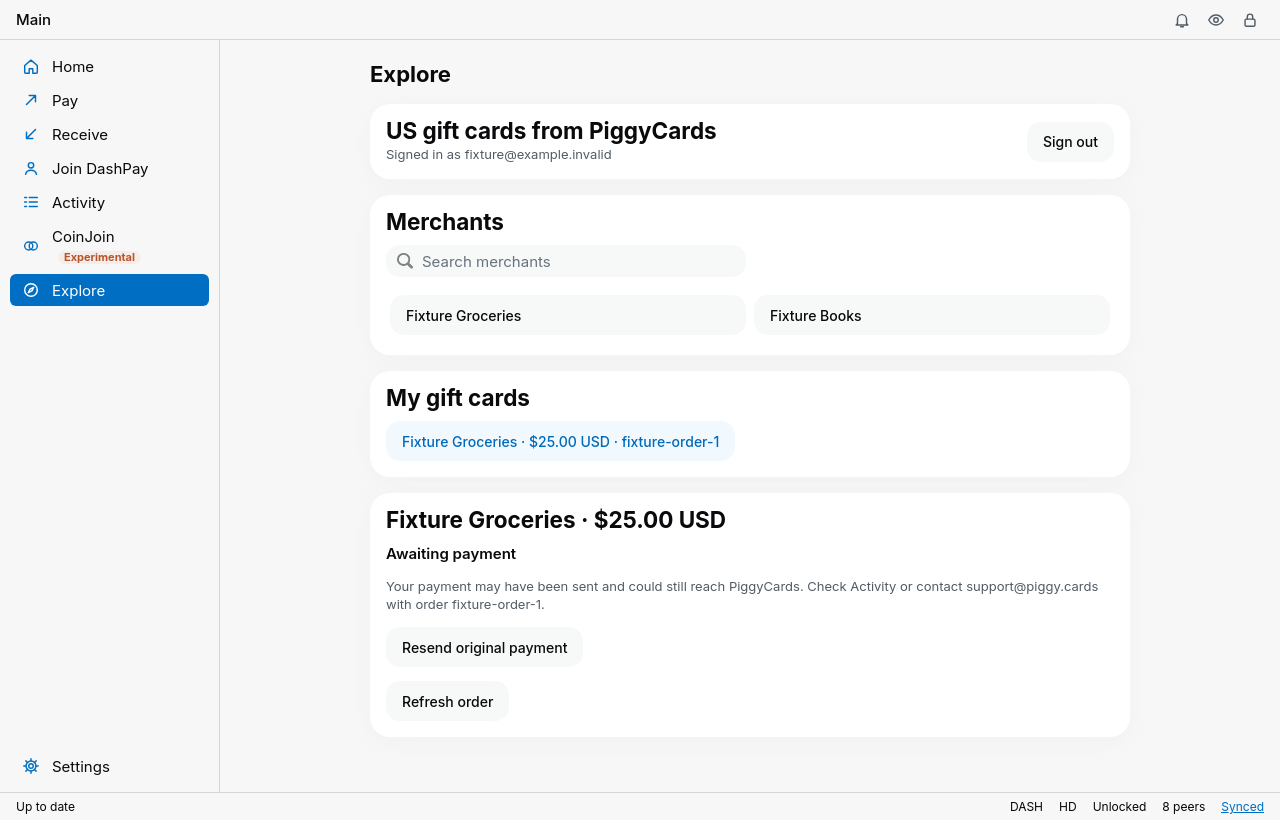 Main
Home
Pay
Receive
Join DashPay
Activity
CoinJoin
Experimental
Explore
Settings
Explore
US gift cards from PiggyCards
Signed in as fixture@example.invalid
Sign out
Merchants
Search merchants
Fixture Groceries
Fixture Books
My gift cards
Fixture Groceries · $25.00 USD · fixture-order-1
Fixture Groceries · $25.00 USD
Awaiting payment
Your payment may have been sent and could still reach PiggyCards. Check Activity or contact support@piggy.cards
with order fixture-order-1.
Resend original payment
Refresh order
Up to date
DASH
HD
Unlocked
8 peers
Synced